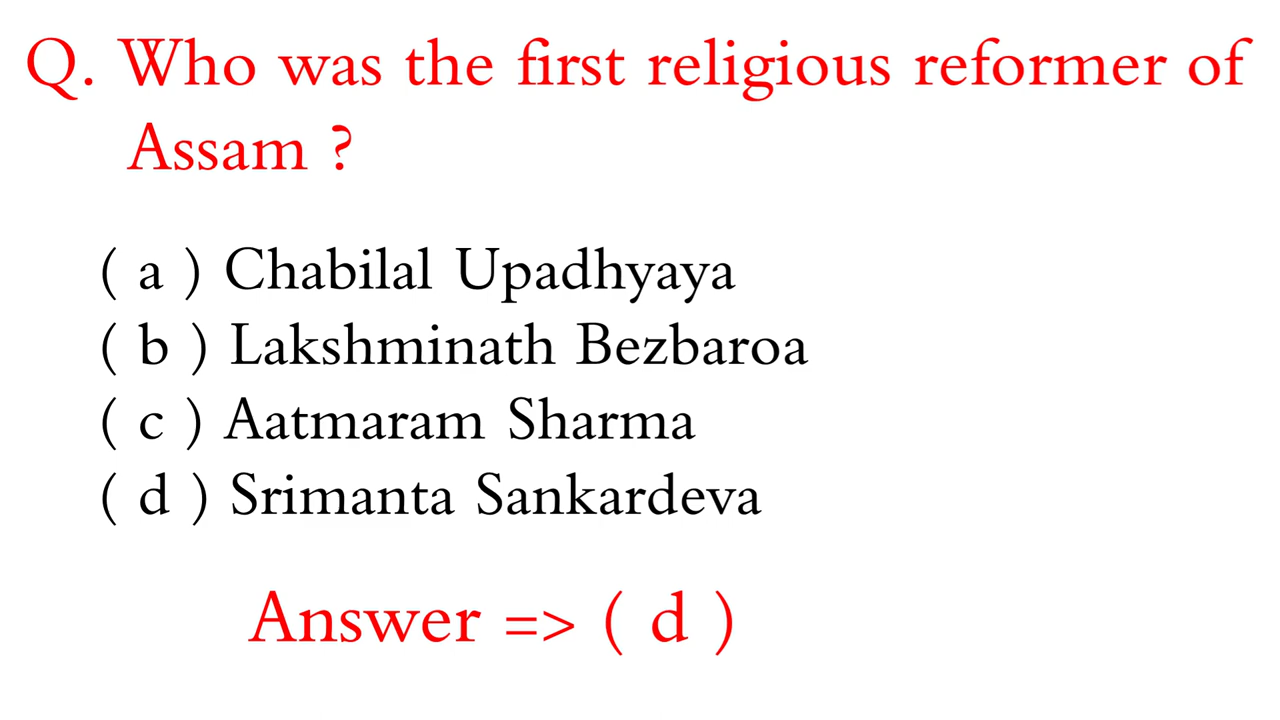 Q. Who was the first religious reformer of
Assam ?
( a ) Chabilal Upadhyaya
( b ) Lakshminath Bezbaroa
( c ) Aatmaram Sharma
( d ) Srimanta Sankardeva
Answer => ( d )